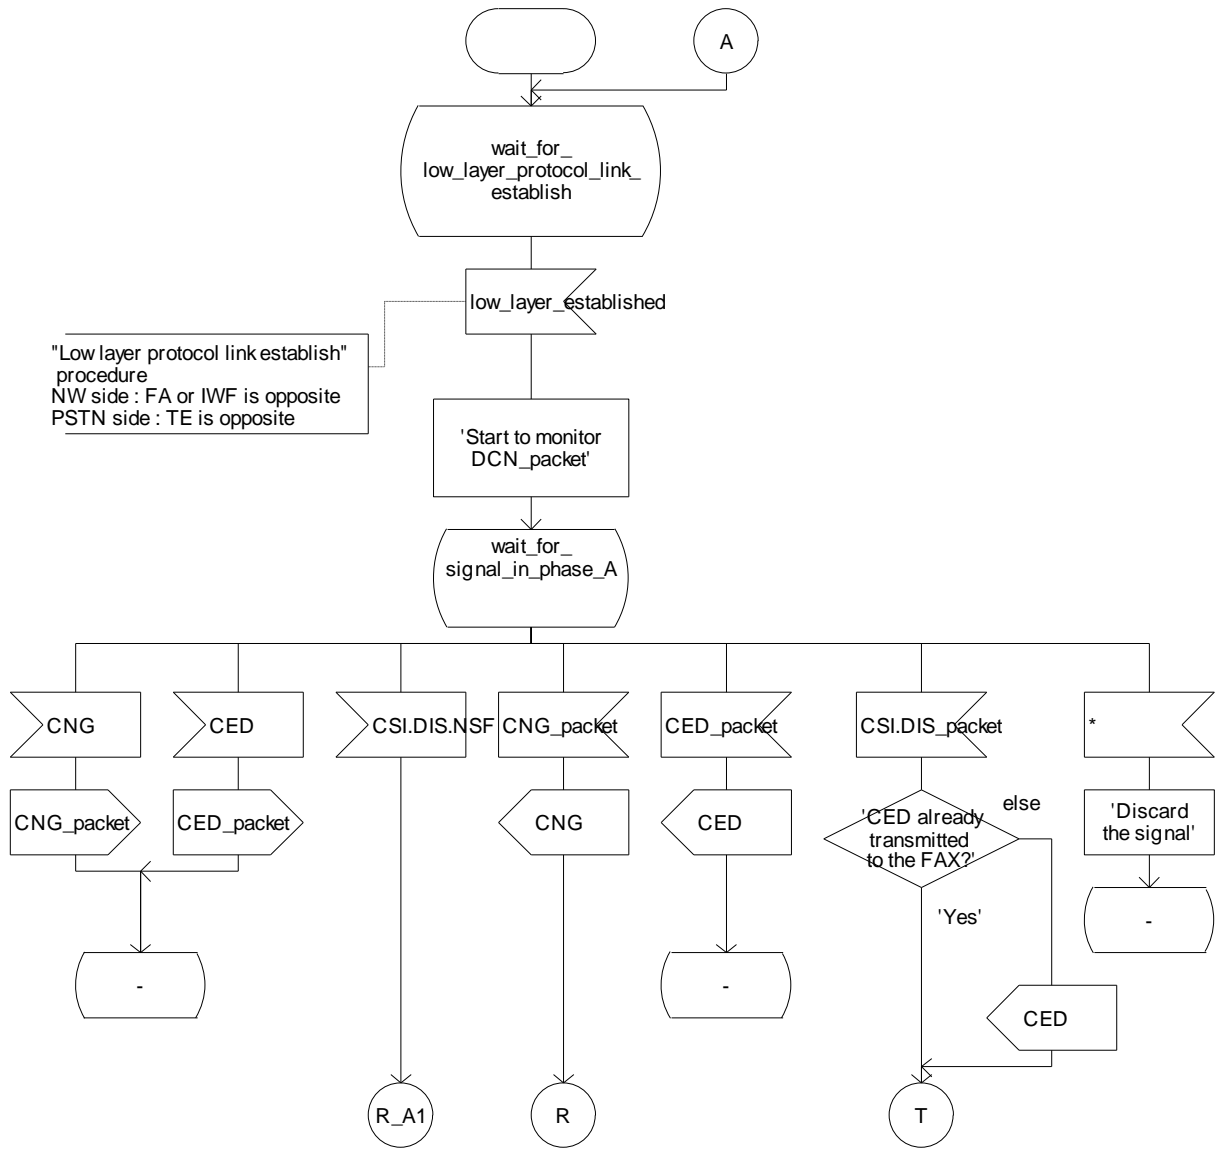 A
wait_for_
low_layer_protocol_link_
establish
low_layer_established
"Low layer protocol link establish"
procedure
NW side : FA or IWF is opposite
PSTN side : TE is opposite
'Start to monitor
DCN_packet'
wait_for_
signal_in_phase_A
CNG
CED
CSI.DIS.NSF
CNG_packet
CED_packet
CSI.DIS_packet
*
CNG_packet
CED_packet
CNG
CED
'CED already
transmitted
to the FAX?'
else
'Discard
the signal'
'Yes'
-
-
-
CED
R_A1
R
T